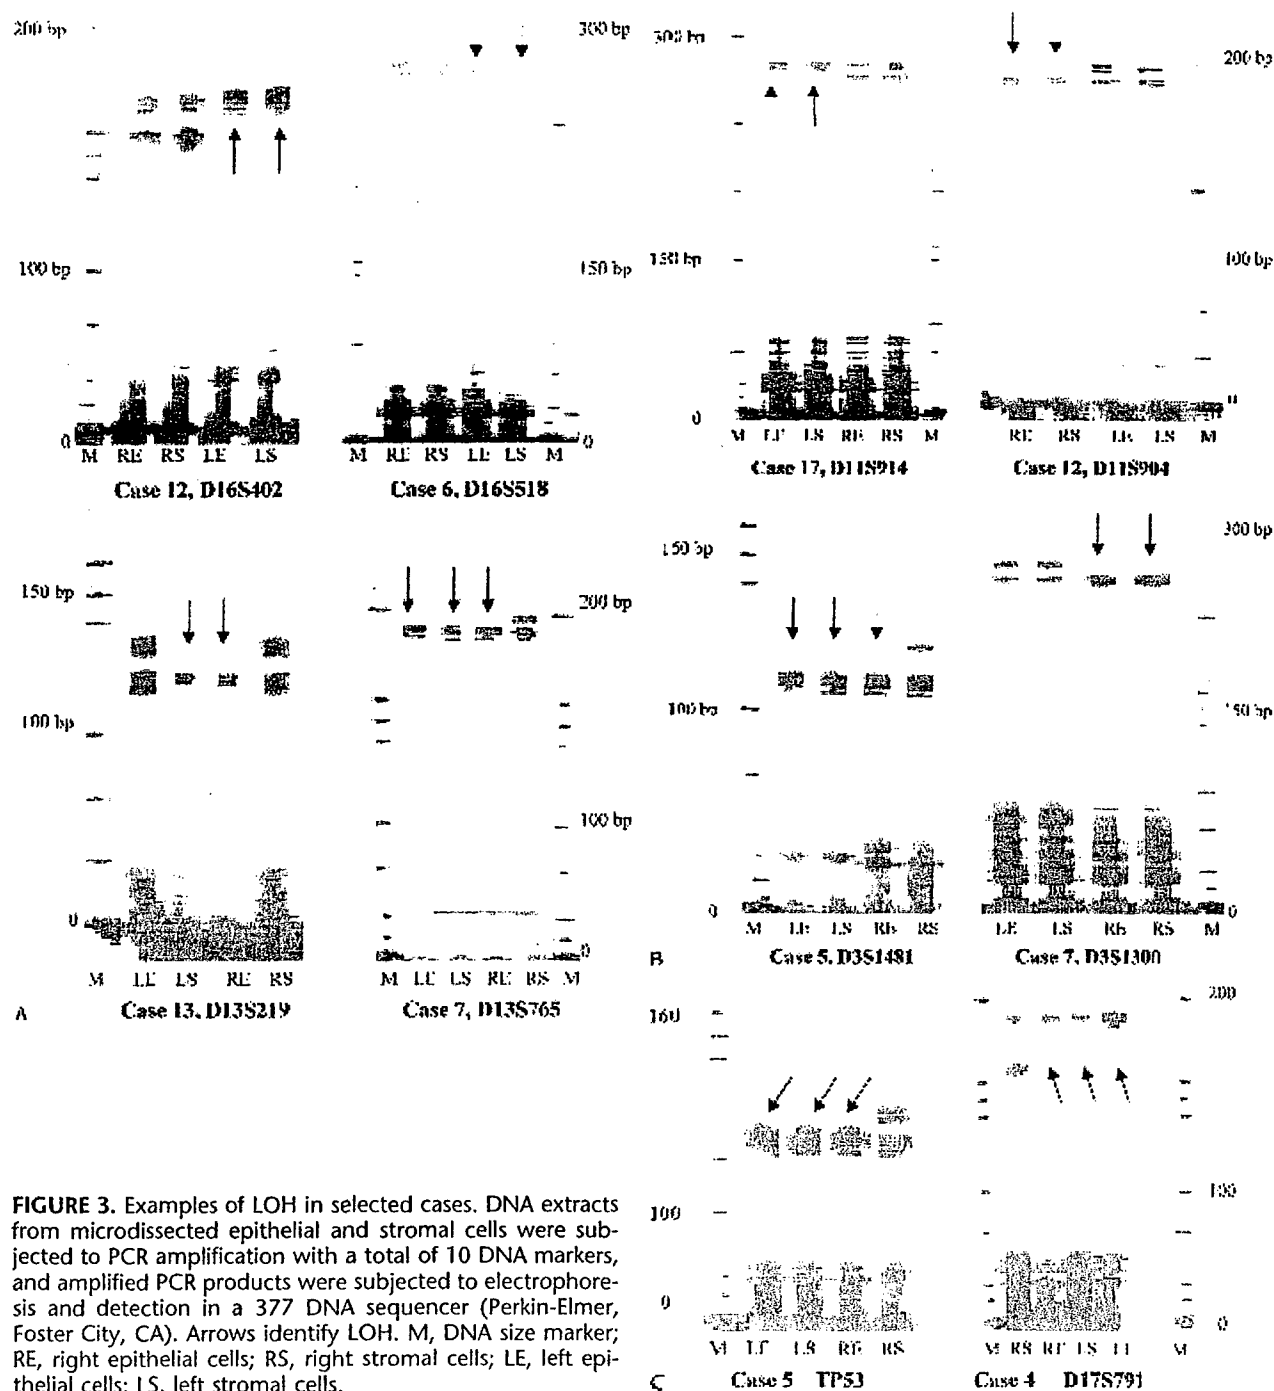 200 bp
300 bp
100 bp
150 bp
0
0
M RE RS LE LS
M RE RS LE LS M
Case 12, D16S402
Case 6, D16S518
150 bp
200 bp
100 bp
100 bp
0
0
M LE LS RE RS
M LE LS RE RS M
Case 13, D13S219
Case 7, D13S765
A
300 bp
200 bp
150 bp
100 bp
0
M LE LS RE RS M
RE RS LE LS M
Case 17, D11S914
Case 12, D11S904
150 bp
300 bp
100 bp
150 bp
0
0
M LE LS RE RS
LE LS RE RS M
B
Case 5, D3S1481
Case 7, D3S1300
160
200
100
100
0
0
M LE LS RE RS
M RS RE LS LE M
C
Case 5 TP53
Case 4 D17S791
FIGURE 3. Examples of LOH in selected cases. DNA extracts
from microdissected epithelial and stromal cells were sub-
jected to PCR amplification with a total of 10 DNA markers,
and amplified PCR products were subjected to electrophore-
sis and detection in a 377 DNA sequencer (Perkin-Elmer,
Foster City, CA). Arrows identify LOH. M, DNA size marker;
RE, right epithelial cells; RS, right stromal cells; LE, left epi-
thelial cells; LS, left stromal cells.